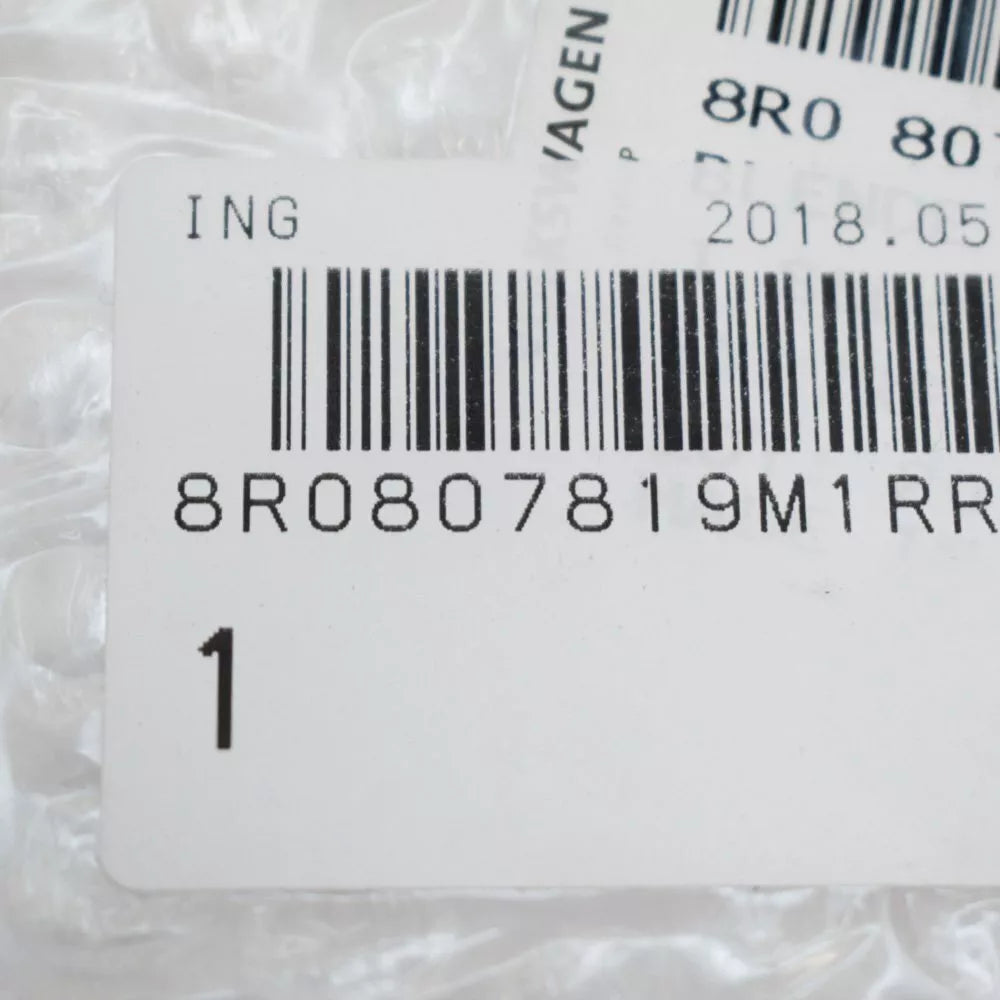 VAGEN
P
8R0 80
ING
2018.05
8R0807819M1RR
1